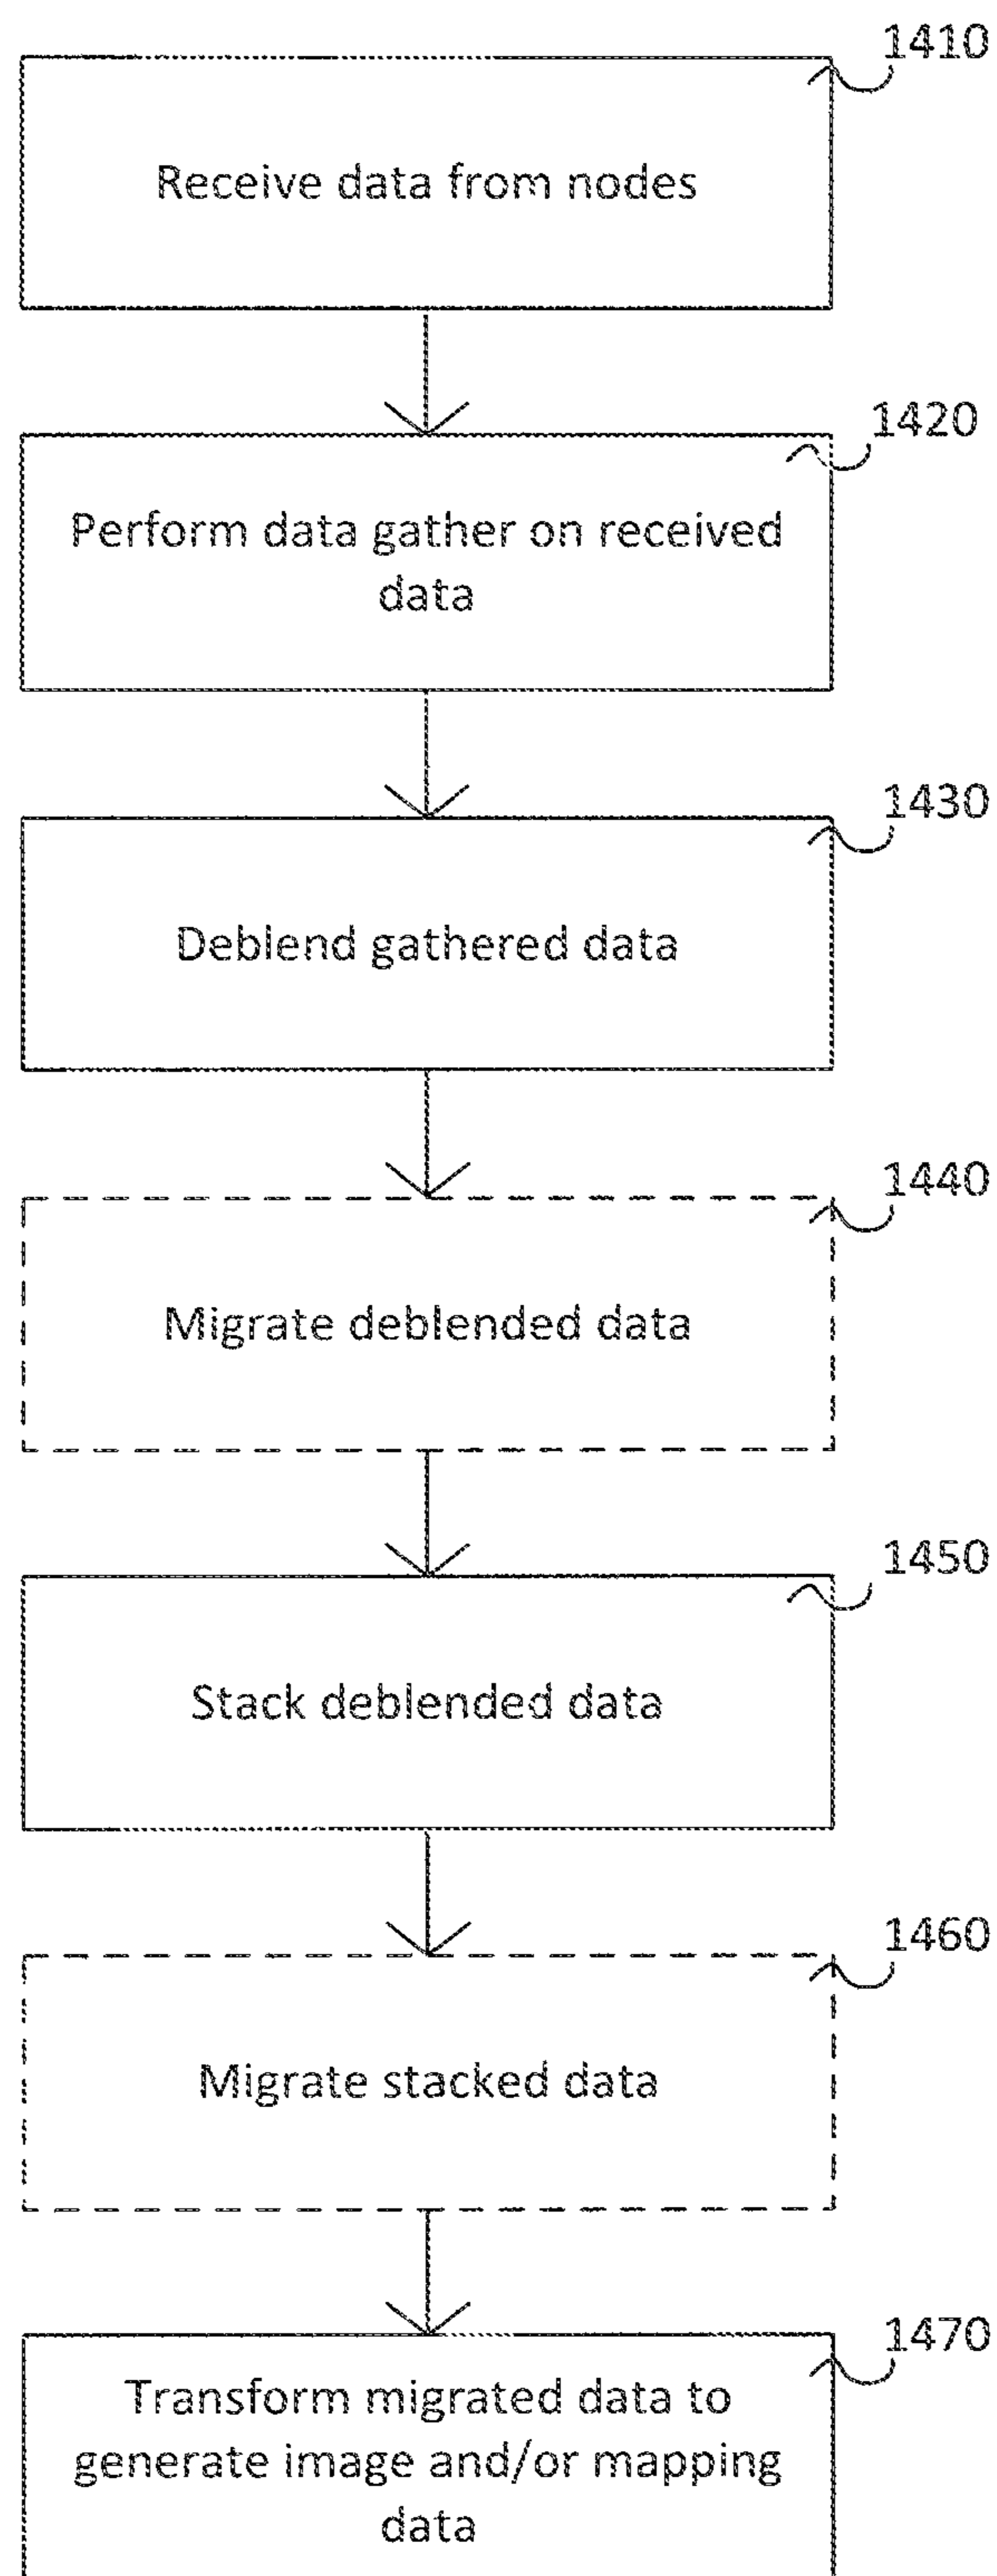 1410
Receive data from nodes
1420
Perform data gather on received
data
1430
Deblend gathered data
1440
Migrate deblended data
1450
Stack deblended data
1460
Migrate stacked data
1470
Transform migrated data to
generate image and/or mapping
data